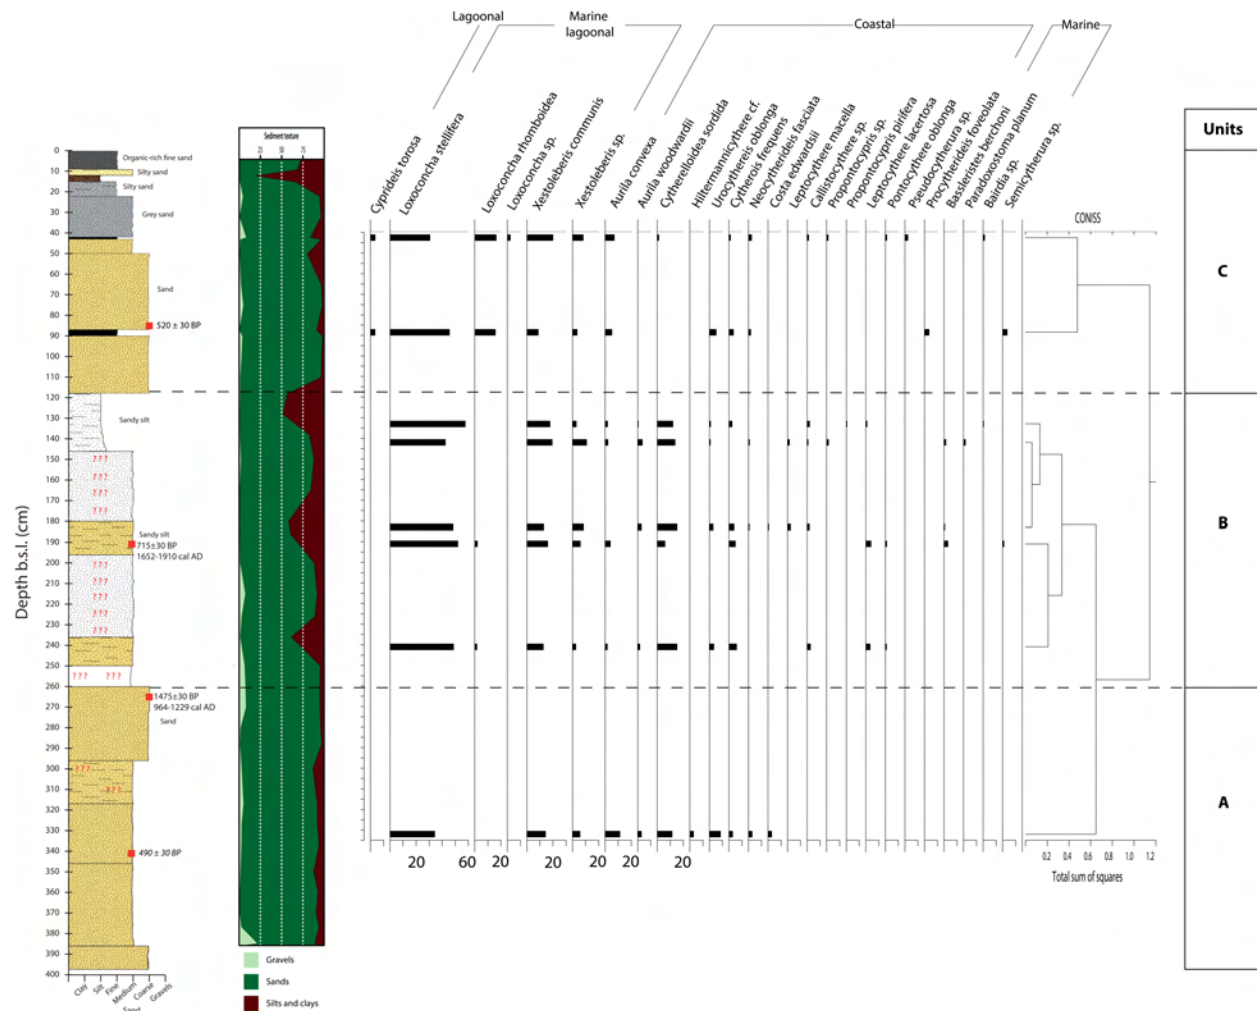 Lagoonal
Marine
lagoonal
Coastal
Marine
Cyprideis torosa
Loxoconcha stellifera
Loxoconcha rhomboidea
Loxoconcha sp.
Xestoleberis communis
Xestoleberis sp.
Aurila convexa
Aurila woodwardii
Cytherelloidea sordida
Hiltermannicythere cf.
Urocythereis oblonga
Cytherois frequens
Neocytherideis fasciata
Costa edwardsii
Leptocythere macella
Callistocythere sp.
Propontocypris sp.
Propontocypris pirifera
Leptocythere lacertosa
Pontocythere oblonga
Pseudocytherura sp.
Procytherideis foveolata
Basslerites berchoni
Paradoxostoma planum
Bairdia sp.
Semicytherura sp.
Units
Sediment texture
25
50
75
Depth b.s.l. (cm)
0
10
20
30
40
50
60
70
80
90
100
110
120
130
140
150
160
170
180
190
200
210
220
230
240
250
260
270
280
290
300
310
320
330
340
350
360
370
380
390
400
Organic-rich fine sand
Silty sand
Silty sand
Grey sand
Sand
520 ± 30 BP
Sandy silt
? ? ?
? ? ?
? ? ?
? ? ?
Sandy silt
715±30 BP
1652-1910 cal AD
? ? ?
? ? ?
? ? ?
? ? ?
? ? ?
? ? ? ? ? ?
1475±30 BP
964-1229 cal AD
Sand
? ? ?
? ? ?
490 ± 30 BP
Clay
Silt
Fine
Medium
Coarse
Gravels
Sand
Gravels
Sands
Silts and clays
20 60 20 20 20 20 20
CONISS
0.2 0.4 0.6 0.8 1.0 1.2
Total sum of squares
C
B
A